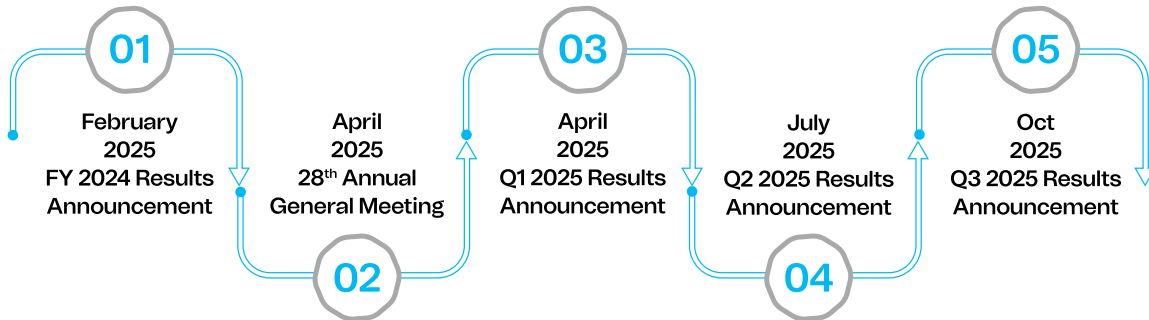 01
February
2025
FY 2024 Results
Announcement
April
2025
28th Annual
General Meeting
02
03
April
2025
Q1 2025 Results
Announcement
July
2025
Q2 2025 Results
Announcement
04
05
Oct
2025
Q3 2025 Results
Announcement